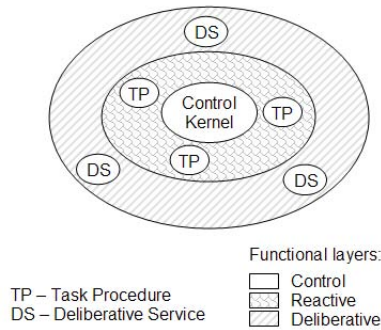 DS
TP
Control
Kernel
TP
TP
DS
DS
Functional layers:
Control
TP – Task Procedure
Reactive
DS – Deliberative Service
Deliberative